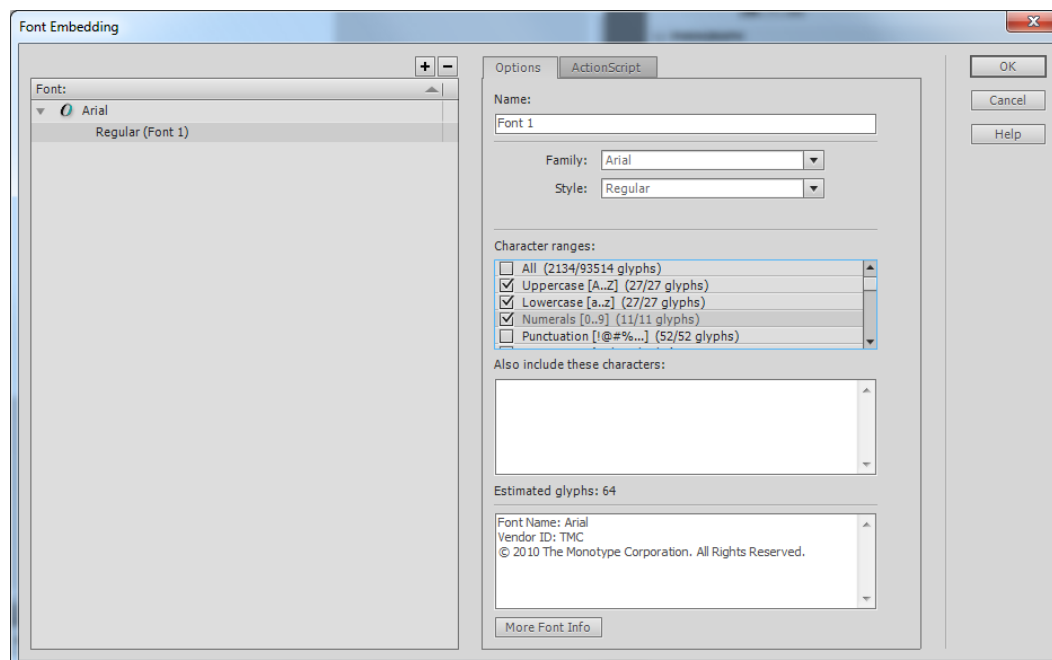 Font Embedding
+ −
Font:
Arial
Regular (Font 1)
Options
ActionScript
Name:
Font 1
Family: Arial
Style: Regular
Character ranges:
All (2134/93514 glyphs)
Uppercase [A..Z] (27/27 glyphs)
Lowercase [a..z] (27/27 glyphs)
Numerals [0..9] (11/11 glyphs)
Punctuation [!@#%...] (52/52 glyphs)
Also include these characters:
Estimated glyphs: 64
Font Name: Arial
Vendor ID: TMC
© 2010 The Monotype Corporation. All Rights Reserved.
More Font Info
OK
Cancel
Help